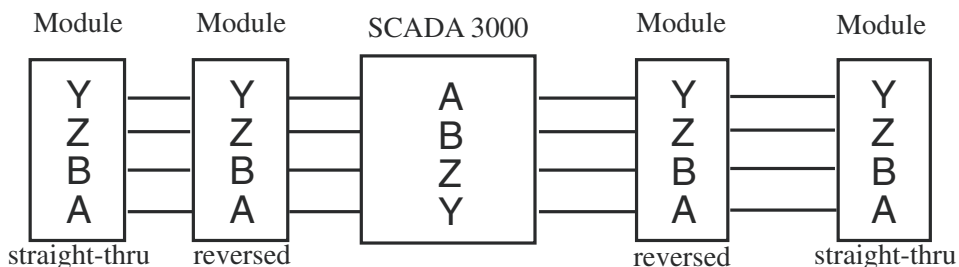 Module Module SCADA 3000 Module Module
Y Y A Y Y
Z Z B Z Z
B B Z B B
A A Y A A
straight-thru reversed reversed straight-thru